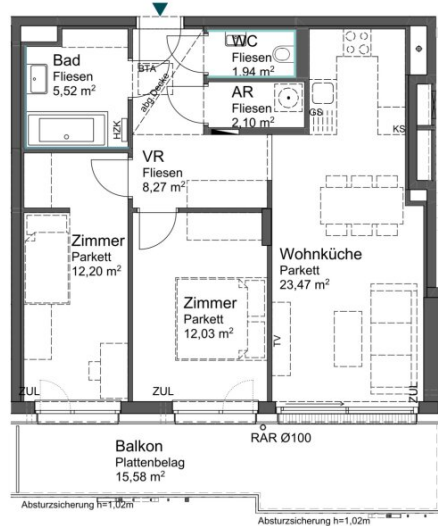 Bad
Fliesen
5,52 m²
BTA
abg Decke
HZK
WC
Fliesen
1,94 m²
AR
Fliesen
2,10 m²
GS
KS
VR
Fliesen
8,27 m²
Zimmer
Parkett
12,20 m²
Zimmer
Parkett
12,03 m²
Wohnküche
Parkett
23,47 m²
TV
ZUL
ZUL
ZUL
RAR Ø100
Balkon
Plattenbelag
15,58 m²
Absturzsicherung h=1,02m
Absturzsicherung h=1,02m